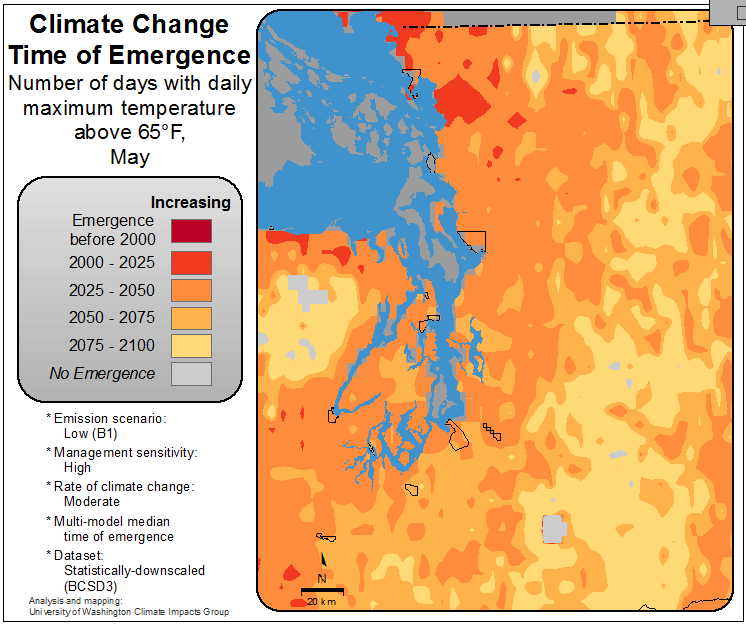 Climate Change
Time of Emergence
Number of days with daily
maximum temperature
above 65°F,
May
Increasing
Emergence
before 2000
2000 - 2025
2025 - 2050
2050 - 2075
2075 - 2100
No Emergence
* Emission scenario:
Low (B1)
* Management sensitivity:
High
* Rate of climate change:
Moderate
* Multi-model median
time of emergence
* Dataset:
Statistically-downscaled
(BCSD3)
Analysis and mapping:
University of Washington Climate Impacts Group
N
20 km